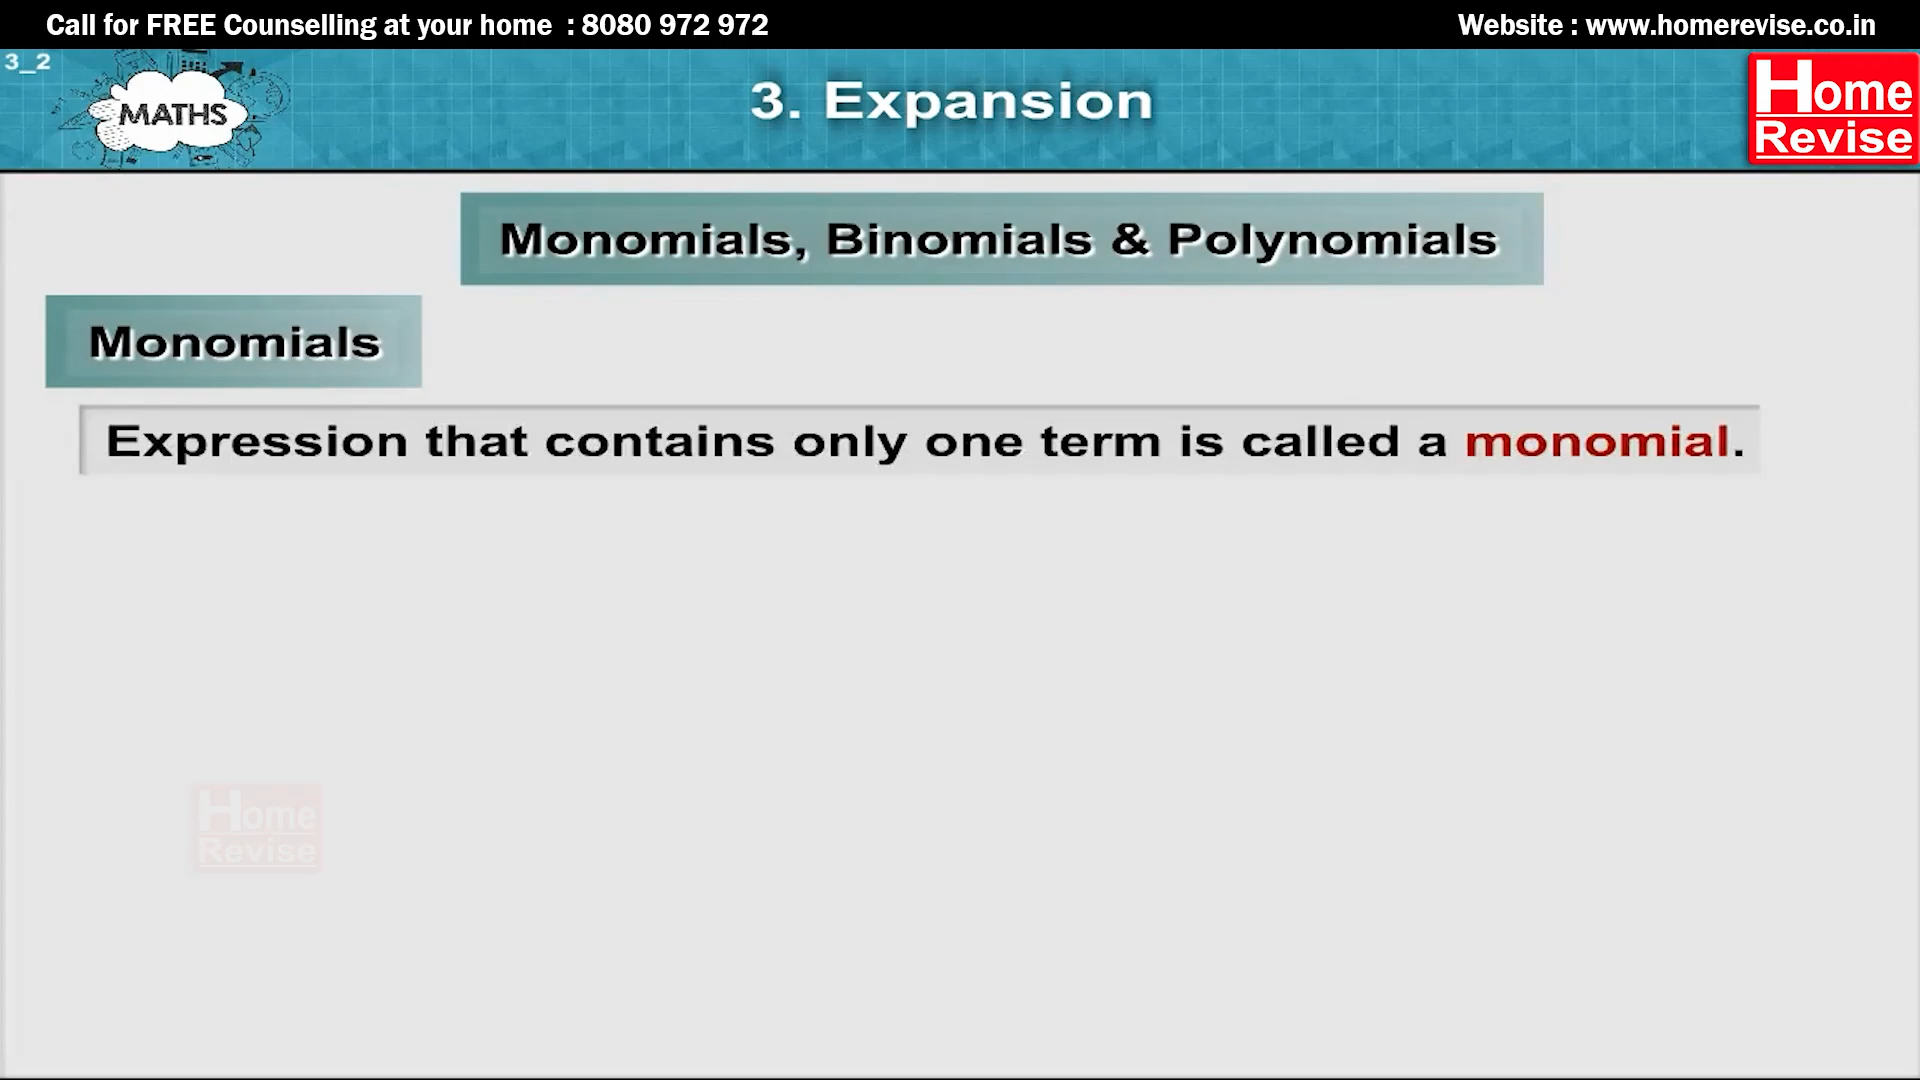 Call for FREE Counselling at your home : 8080 972 972
Website : www.homerevise.co.in
3_2
MATHS
3. Expansion
Home
Revise
Monomials, Binomials & Polynomials
Monomials
Expression that contains only one term is called a monomial.
Home
Revise